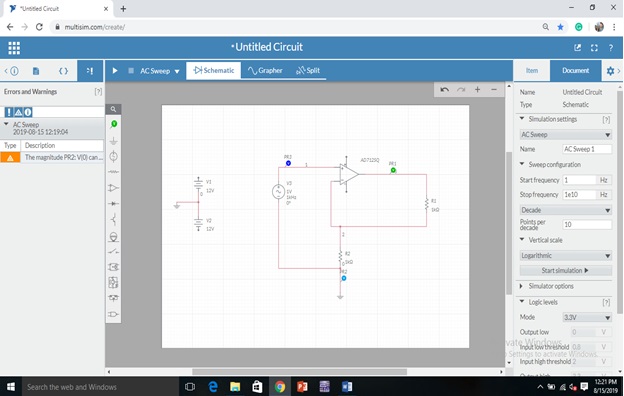 *Untitled Circuit
multisim.com/create/
*Untitled Circuit
AC Sweep
Schematic
Grapher
Split
Item
Document
Errors and Warnings
[?]
AC Sweep
2019-08-15 12:19:04
Type Description
The magnitude PR2: V(0) can...
V1
12V
0
V2
12V
PR3
1
V3
1V
1kHz
0°
PR1
R1
1kΩ
2
R2
PR2
Name Untitled Circuit
Type Schematic
Simulation settings [?]
AC Sweep
Name AC Sweep 1
Sweep configuration
Start frequency 1 Hz
Stop frequency 1e10 Hz
Decade
Points per decade 10
Vertical scale
Logarithmic
Start simulation
Simulator options
Logic levels [?]
Mode 3.3V
Output low 0 V
Input low threshold 0.8 V
Input high threshold 2 V
vate Windows
Settings to activate Windows.
Search the web and Windows
12:21 PM
8/15/2019